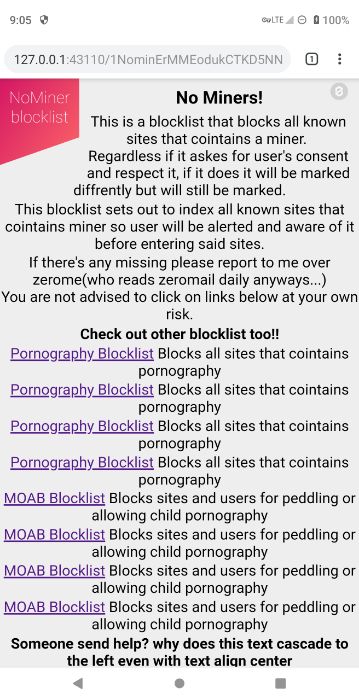 9:05
LTE
100%
127.0.0.1:43110/1NominErMMEodukCTKD5NN
1
NoMiner
blocklist
0
No Miners!
This is a blocklist that blocks all known
sites that cointains a miner.
Regardless if it asks for user's consent
and respect it, if it does it will be marked
diffrently but will still be marked.
This blocklist sets out to index all known sites that
cointains miner so user will be alerted and aware of it
before entering said sites.
If there's any missing please report to me over
zerome(who reads zeromail daily anyways...)
You are not advised to click on links below at your own
risk.
Check out other blocklist too!!
Pornography Blocklist Blocks all sites that cointains
pornography
Pornography Blocklist Blocks all sites that cointains
pornography
Pornography Blocklist Blocks all sites that cointains
pornography
Pornography Blocklist Blocks all sites that cointains
pornography
MOAB Blocklist Blocks sites and users for peddling or
allowing child pornography
MOAB Blocklist Blocks sites and users for peddling or
allowing child pornography
MOAB Blocklist Blocks sites and users for peddling or
allowing child pornography
MOAB Blocklist Blocks sites and users for peddling or
allowing child pornography
Someone send help? why does this text cascade to
the left even with text align center